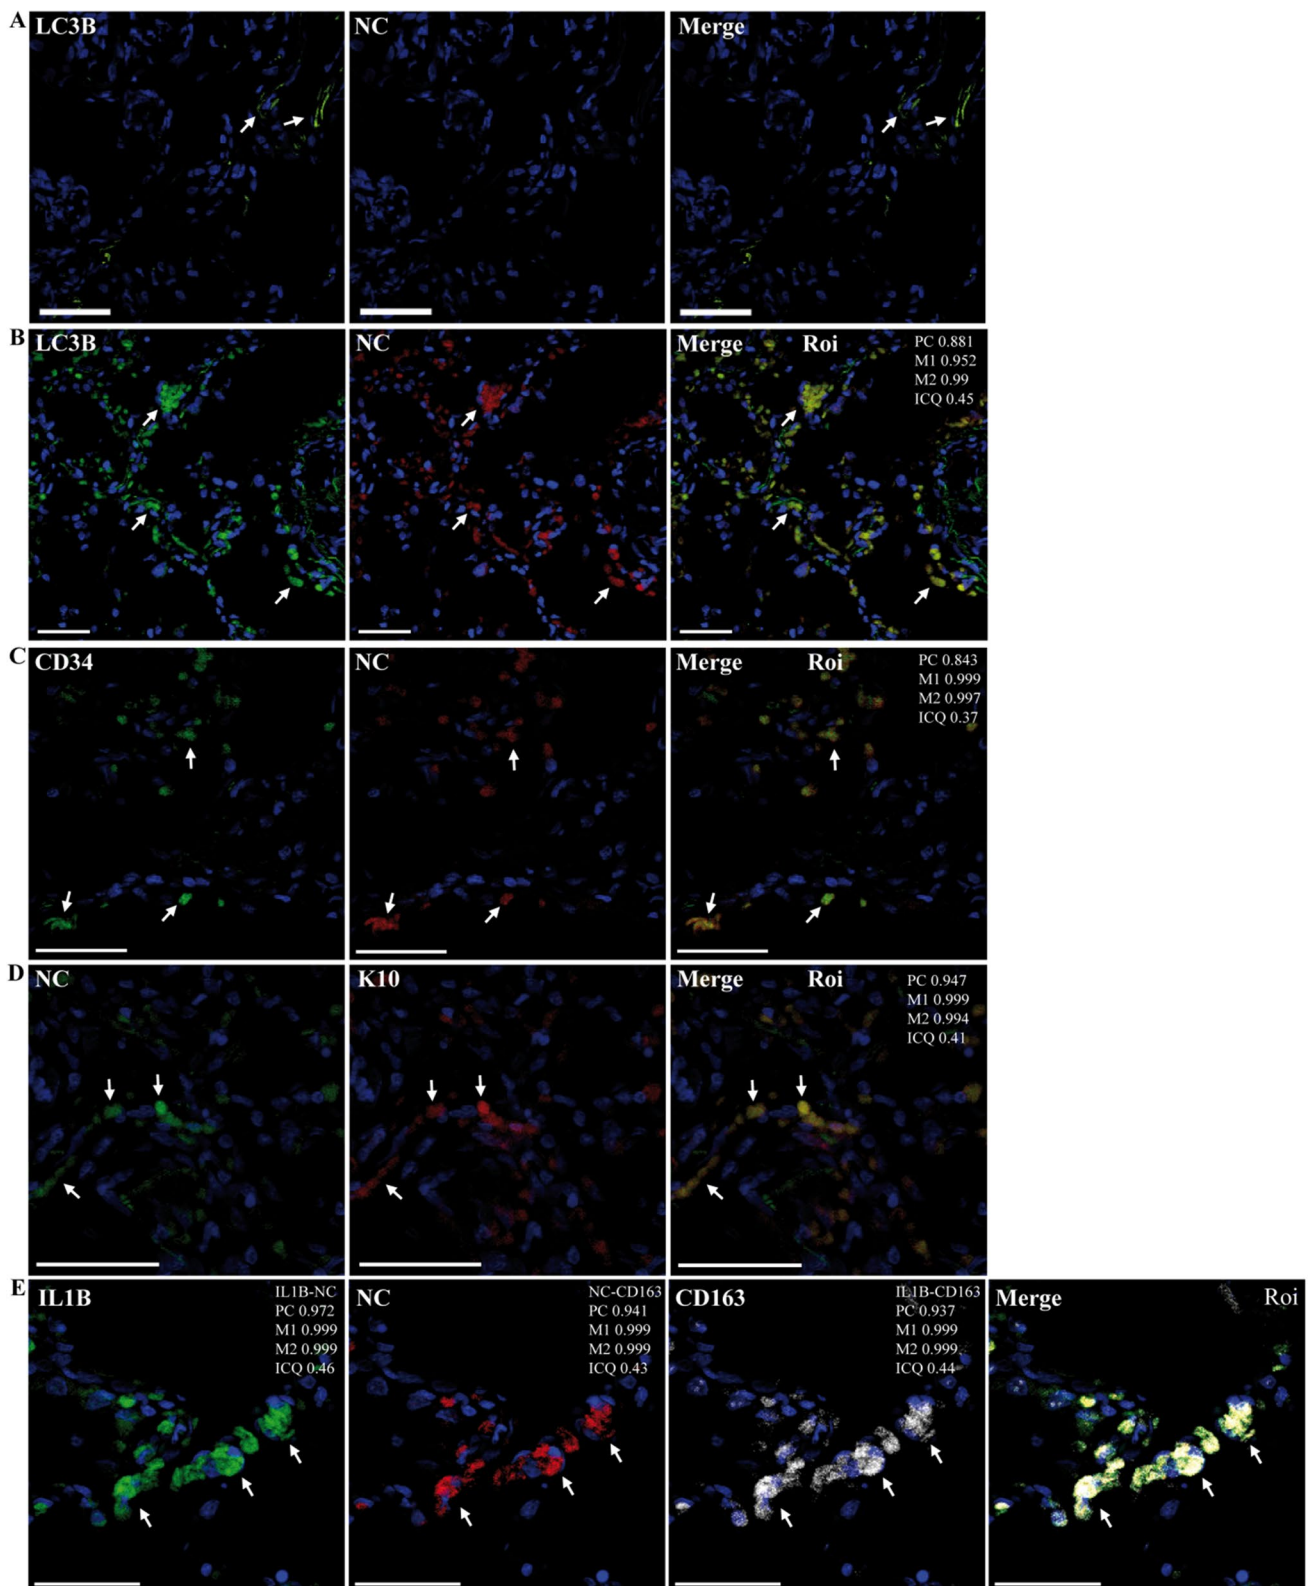 A
LC3B
NC
Merge
B
LC3B
NC
Merge
Roi
PC 0.881
M1 0.952
M2 0.99
ICQ 0.45
C
CD34
NC
Merge
Roi
PC 0.843
M1 0.999
M2 0.997
ICQ 0.37
D
NC
K10
Merge
Roi
PC 0.947
M1 0.999
M2 0.994
ICQ 0.41
E
IL1B
IL1B-NC
PC 0.972
M1 0.999
M2 0.999
ICQ 0.46
NC
NC-CD163
PC 0.941
M1 0.999
M2 0.999
ICQ 0.43
CD163
IL1B-CD163
PC 0.937
M1 0.999
M2 0.999
ICQ 0.44
Merge
Roi